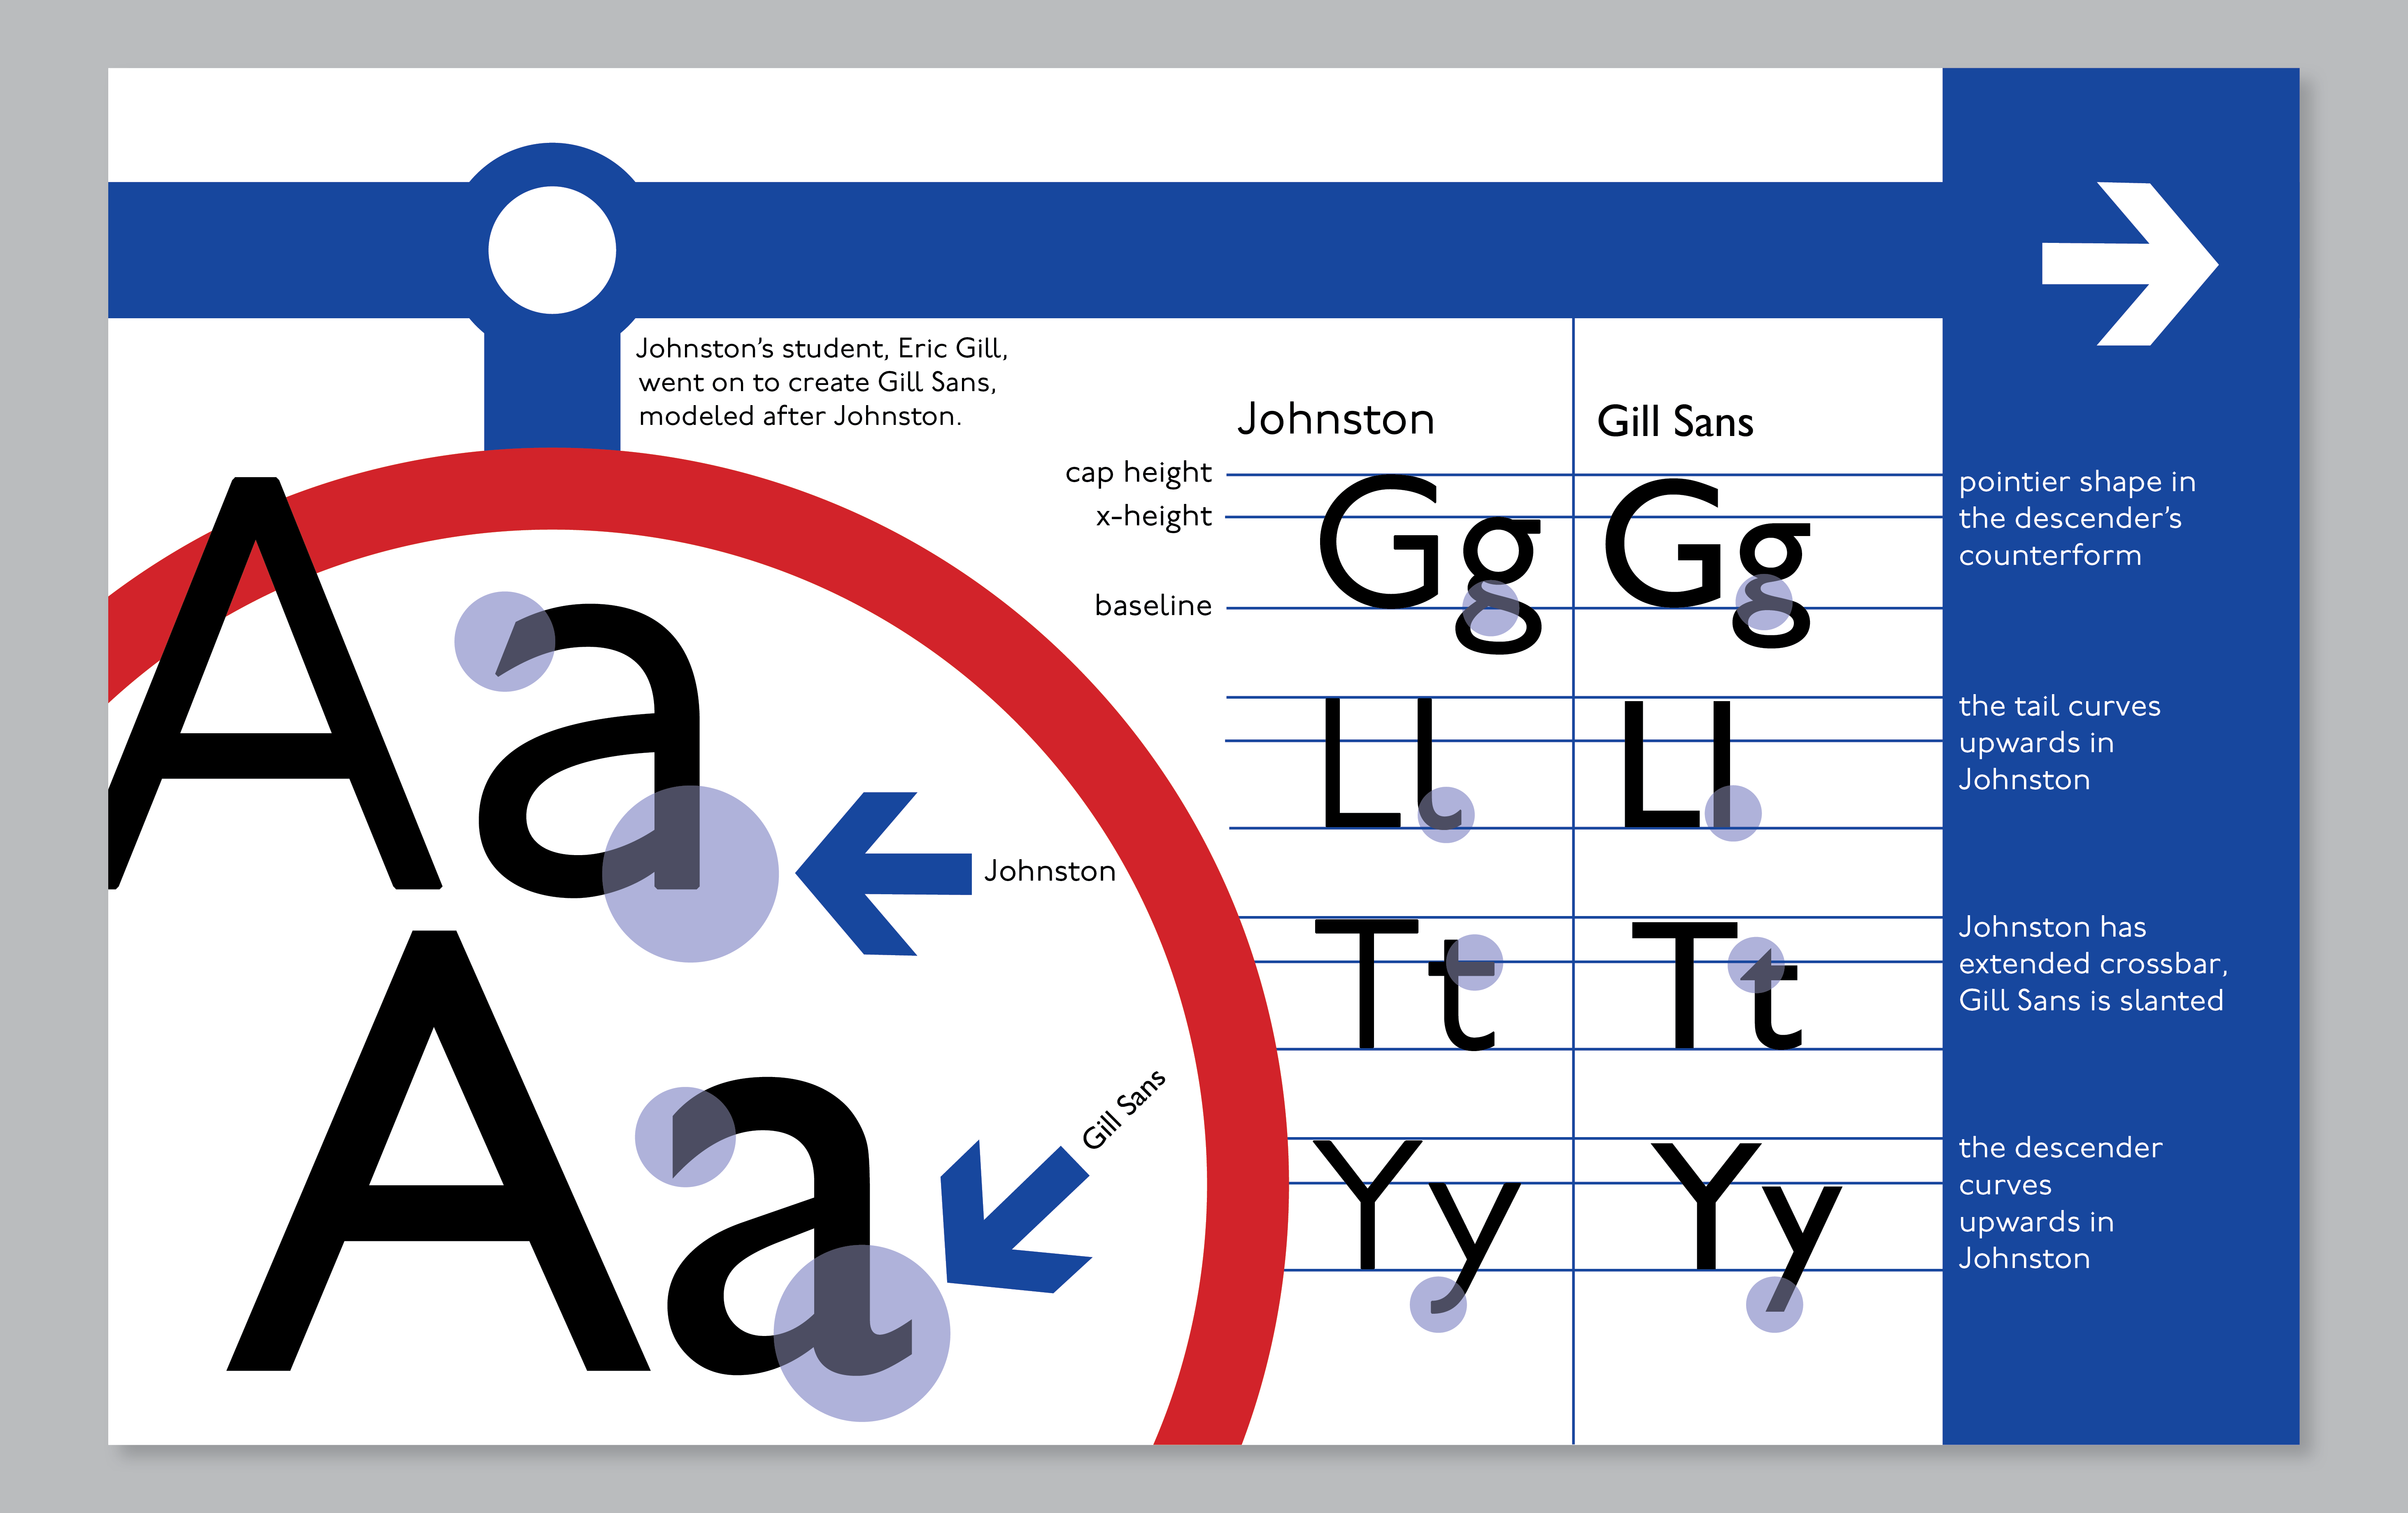 Johnston’s student, Eric Gill,
went on to create Gill Sans,
modeled after Johnston.
Aa
Johnston
Aa
Gill Sans
Johnston
Gill Sans
cap height
x-height
baseline
Gg
Gg
pointier shape in
the descender’s
counterform
Ll
Ll
the tail curves
upwards in
Johnston
Tt
Tt
Johnston has
extended crossbar,
Gill Sans is slanted
Yy
Yy
the descender
curves
upwards in
Johnston